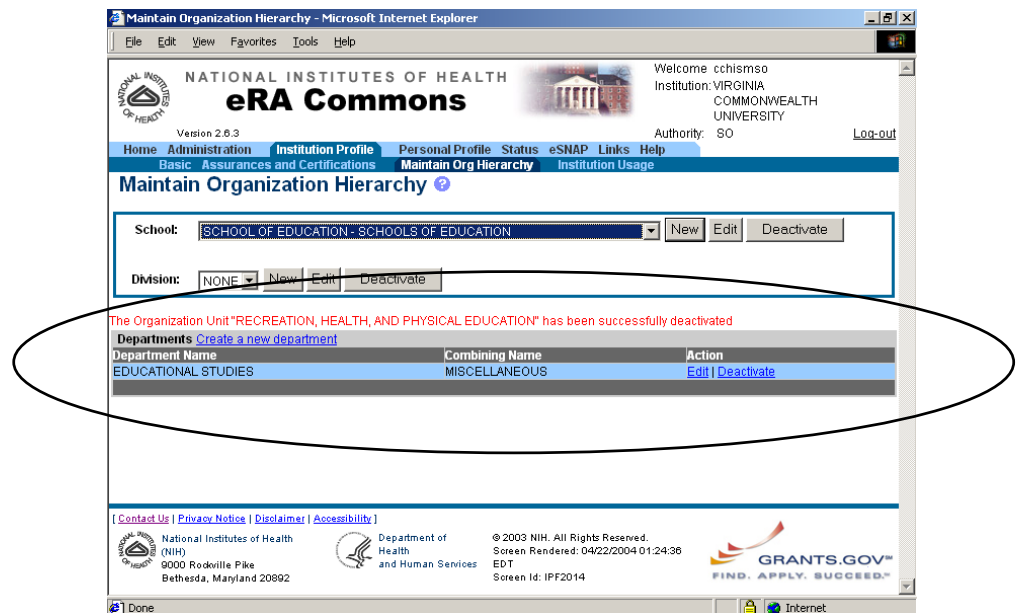 Maintain Organization Hierarchy - Microsoft Internet Explorer
File Edit View Favorites Tools Help
NATIONAL INSTITUTES OF HEALTH
NATIONAL INSTITUTES OF HEALTH
eRA Commons
Version 2.6.3
Welcome cchismso
Institution: VIRGINIA
COMMONWEALTH
UNIVERSITY
Authority: SO Log-out
Home Administration Institution Profile Personal Profile Status eSNAP Links Help
Basic Assurances and Certifications Maintain Org Hierarchy Institution Usage
Maintain Organization Hierarchy ?
School: SCHOOL OF EDUCATION - SCHOOLS OF EDUCATION New Edit Deactivate
Division: NONE New Edit Deactivate
The Organization Unit "RECREATION, HEALTH, AND PHYSICAL EDUCATION" has been successfully deactivated
Departments Create a new department
Department Name Combining Name Action
EDUCATIONAL STUDIES MISCELLANEOUS Edit | Deactivate
[ Contact Us | Privacy Notice | Disclaimer | Accessibility ]
National Institutes of Health
(NIH)
9000 Rockville Pike
Bethesda, Maryland 20892
Department of
Health
and Human Services
© 2003 NIH. All Rights Reserved.
Screen Rendered: 04/22/2004 01:24:36
EDT
Screen Id: IPF2014
GRANTS.GOV℠
FIND. APPLY. SUCCEED.℠
Done Internet